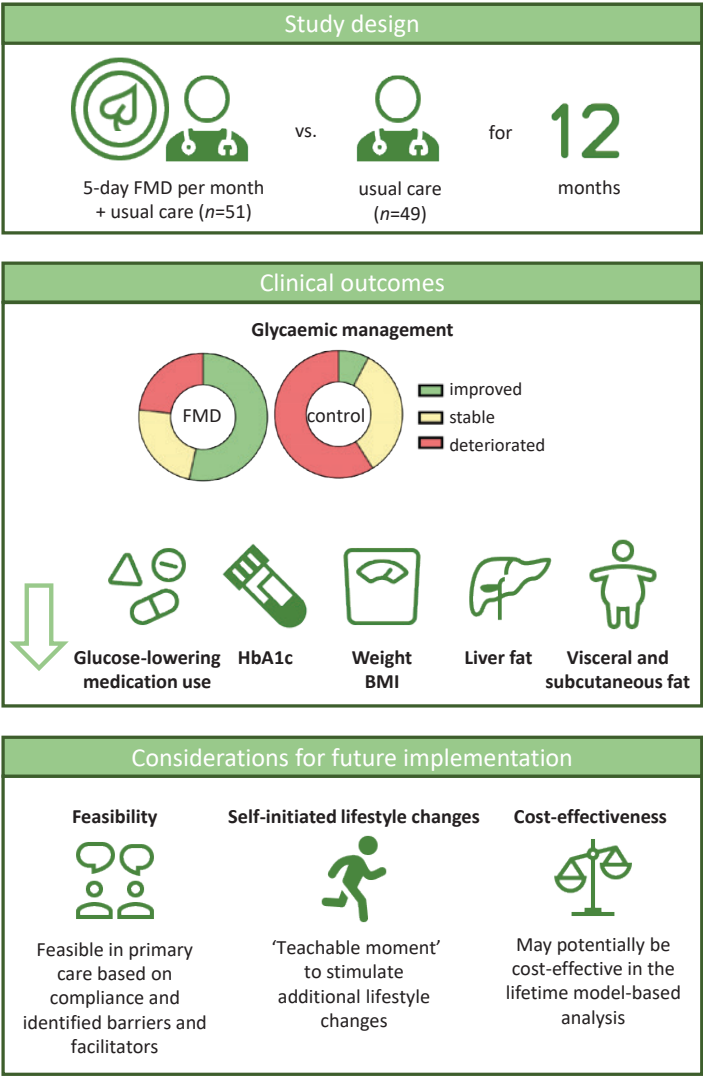 Study design
5-day FMD per month
+ usual care (n=51)
vs.
usual care
(n=49)
for
12
months
Clinical outcomes
Glycaemic management
FMD
control
improved
stable
deteriorated
Glucose-lowering
medication use
HbA1c
Weight
BMI
Liver fat
Visceral and
subcutaneous fat
Considerations for future implementation
Feasibility
Feasible in primary
care based on
compliance and
identified barriers and
facilitators
Self-initiated lifestyle changes
‘Teachable moment’
to stimulate
additional lifestyle
changes
Cost-effectiveness
May potentially be
cost-effective in the
lifetime model-based
analysis